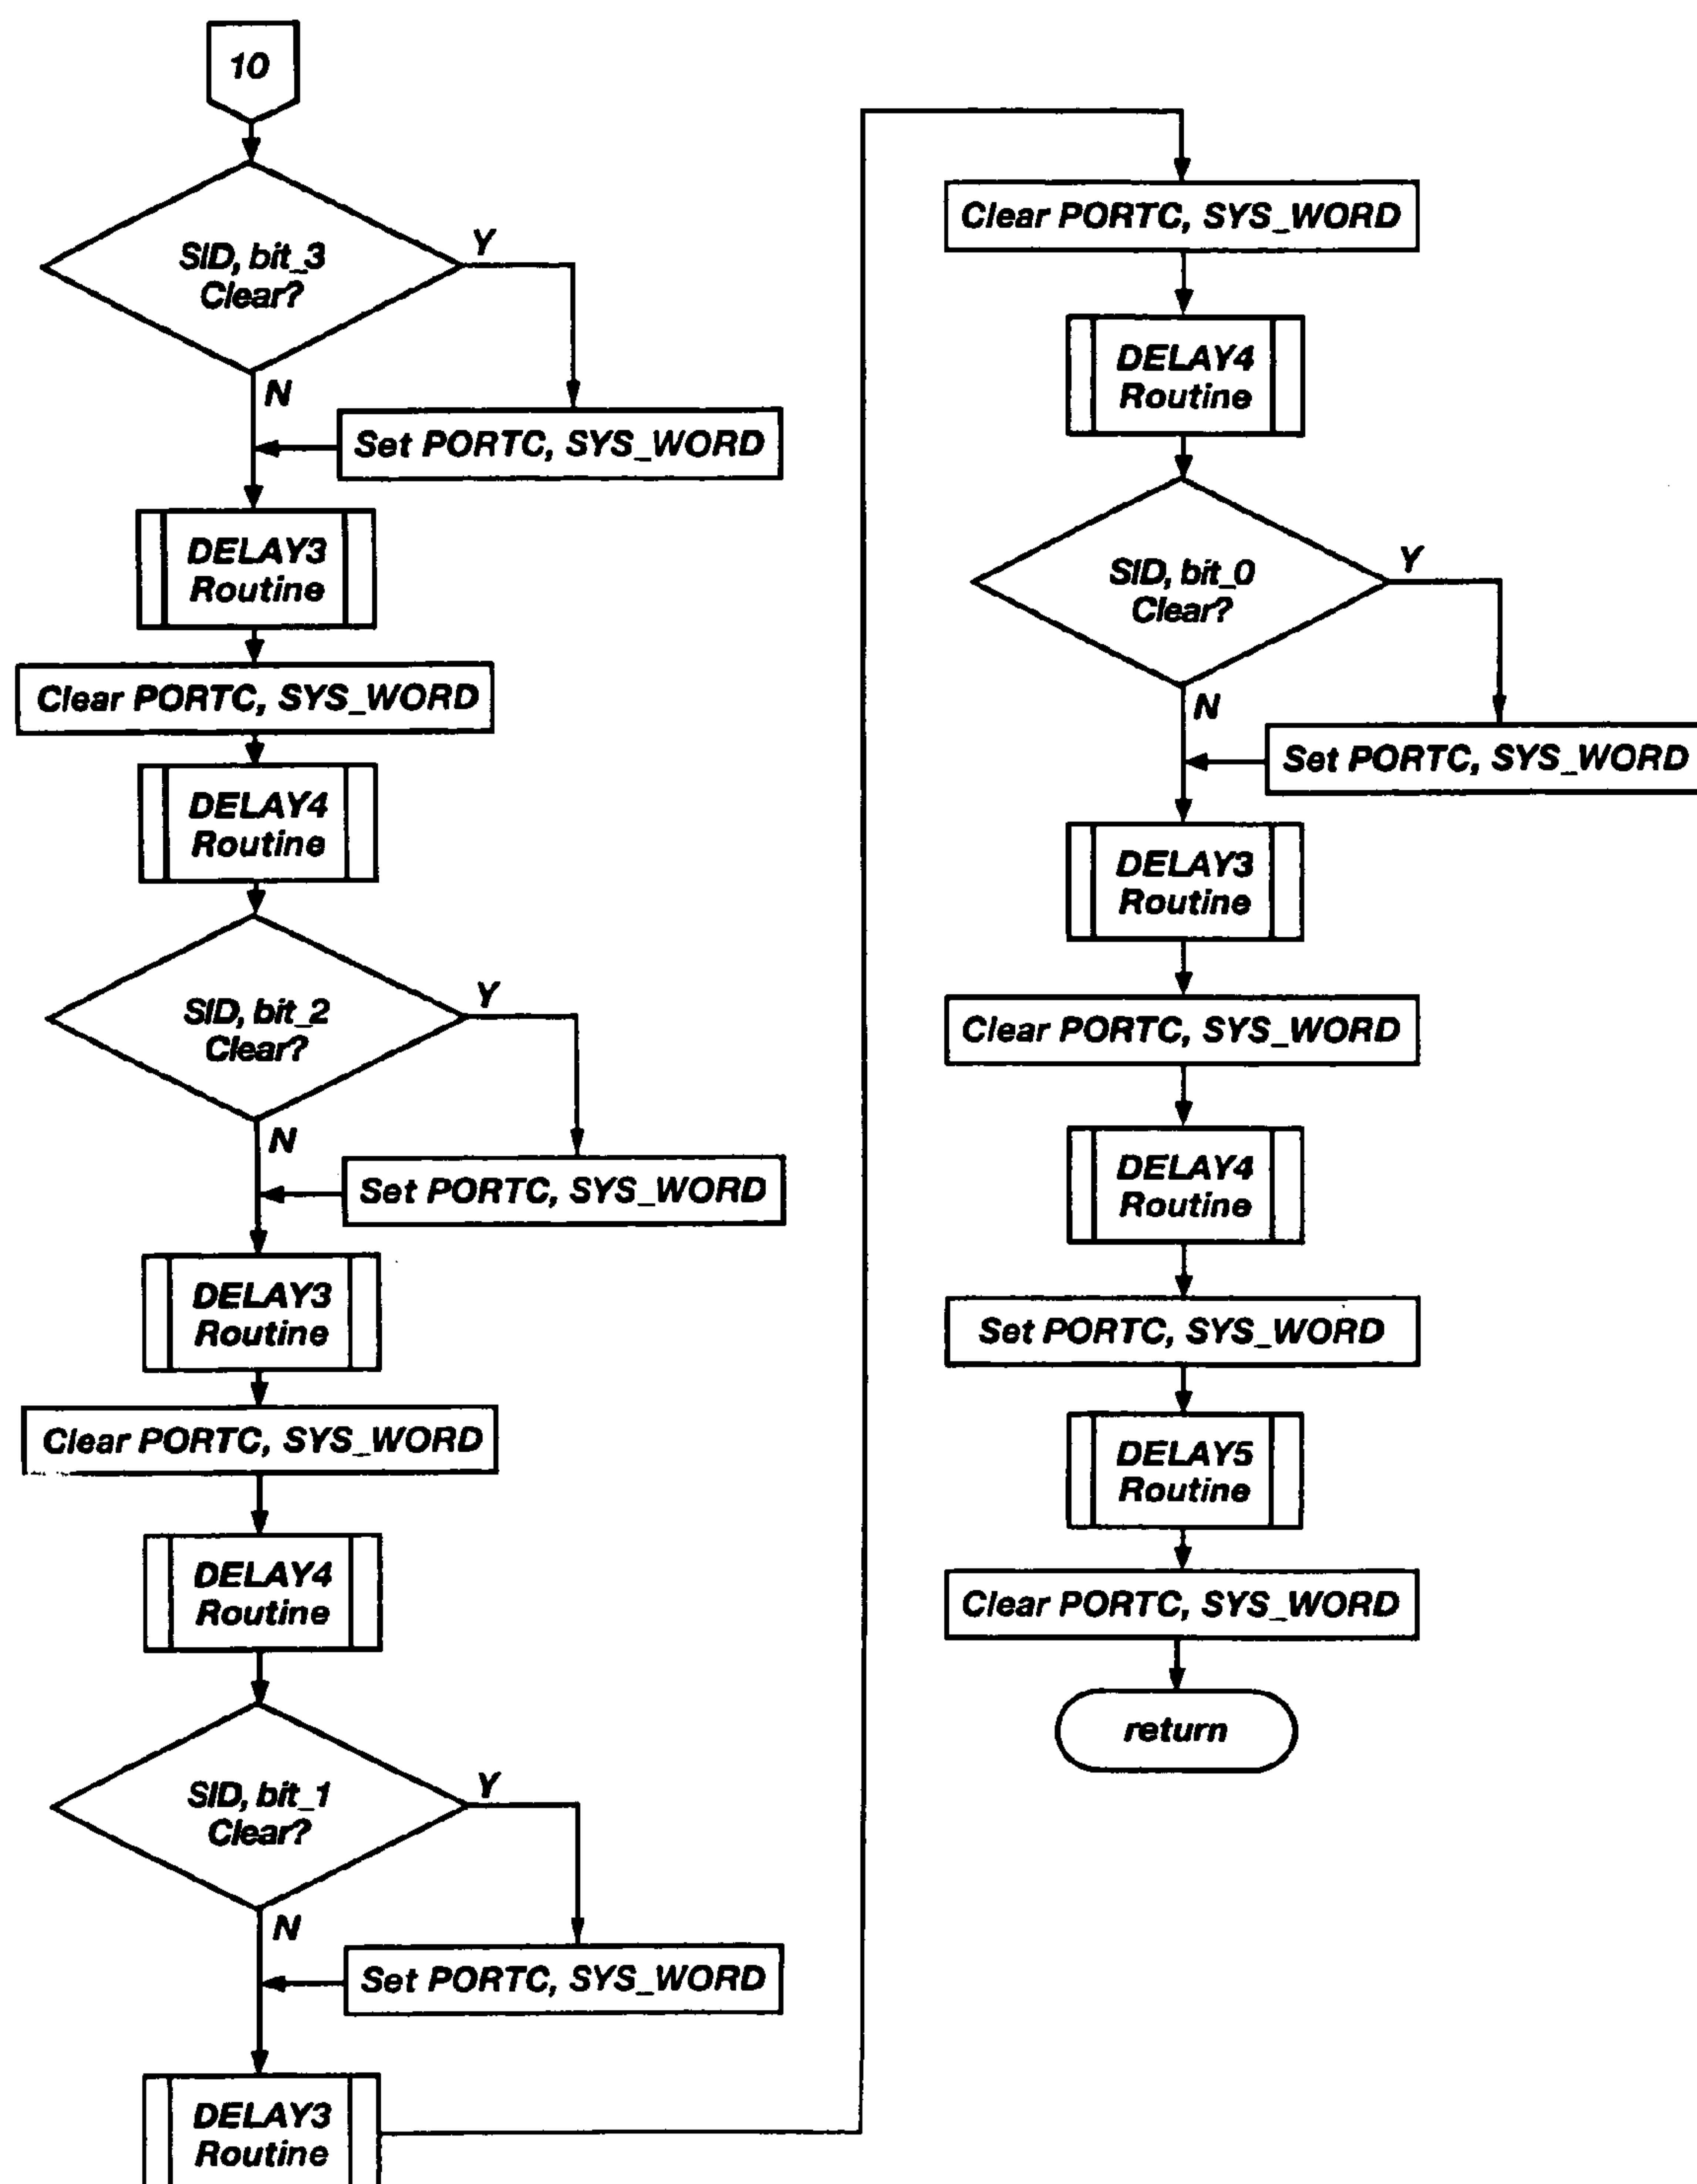 10
SID, bit_3
Clear?
Y
N
Set PORTC, SYS_WORD
DELAY3
Routine
Clear PORTC, SYS_WORD
DELAY4
Routine
SID, bit_2
Clear?
Y
N
Set PORTC, SYS_WORD
DELAY3
Routine
Clear PORTC, SYS_WORD
DELAY4
Routine
SID, bit_1
Clear?
Y
N
Set PORTC, SYS_WORD
DELAY3
Routine
Clear PORTC, SYS_WORD
DELAY4
Routine
SID, bit_0
Clear?
Y
N
Set PORTC, SYS_WORD
DELAY3
Routine
Clear PORTC, SYS_WORD
DELAY4
Routine
Set PORTC, SYS_WORD
DELAY5
Routine
Clear PORTC, SYS_WORD
return